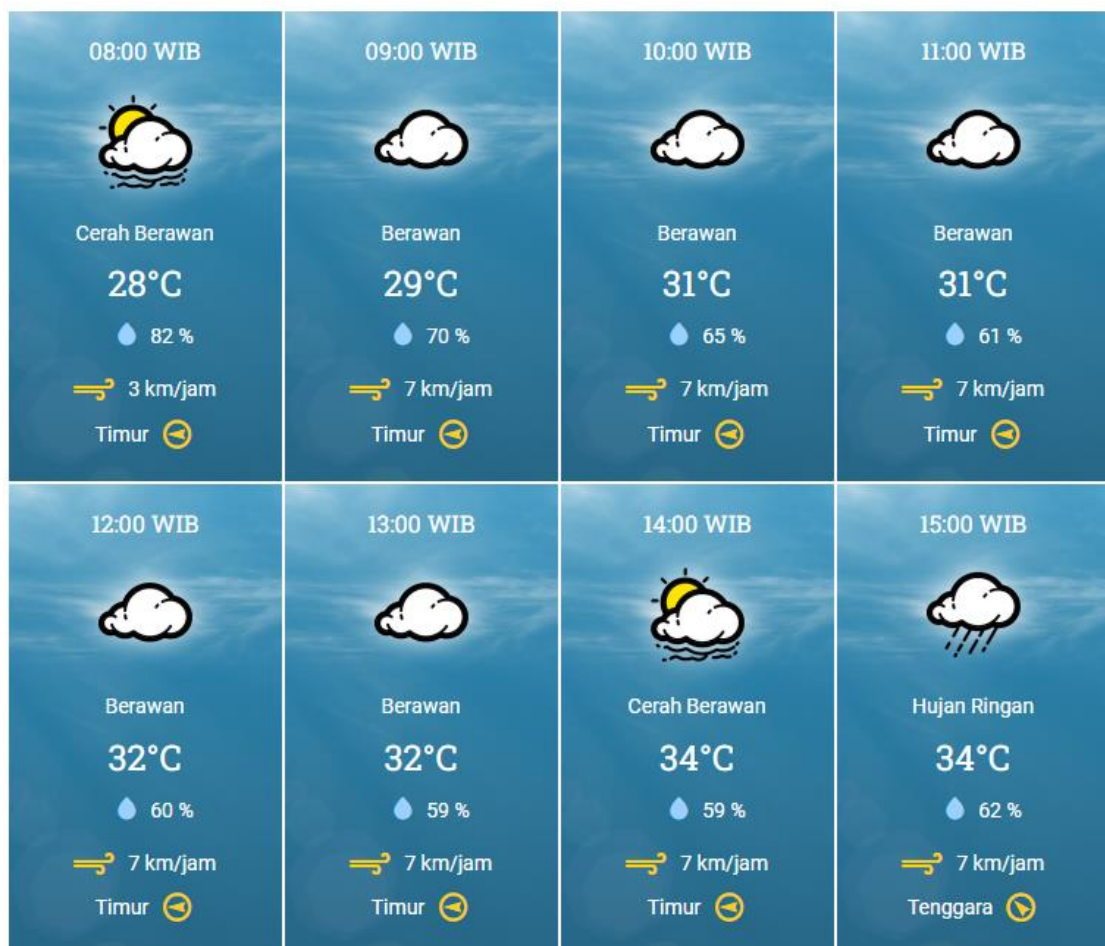 08:00 WIB
Cerah Berawan
28°C
82 %
3 km/jam
Timur
09:00 WIB
Berawan
29°C
70 %
7 km/jam
Timur
10:00 WIB
Berawan
31°C
65 %
7 km/jam
Timur
11:00 WIB
Berawan
31°C
61 %
7 km/jam
Timur
12:00 WIB
Berawan
32°C
60 %
7 km/jam
Timur
13:00 WIB
Berawan
32°C
59 %
7 km/jam
Timur
14:00 WIB
Cerah Berawan
34°C
59 %
7 km/jam
Timur
15:00 WIB
Hujan Ringan
34°C
62 %
7 km/jam
Tenggara